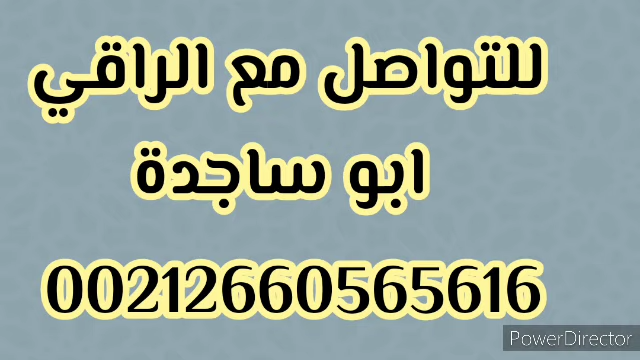 للتواصل مع الراقي
ابو ساجدة
00212660565616
PowerDirector